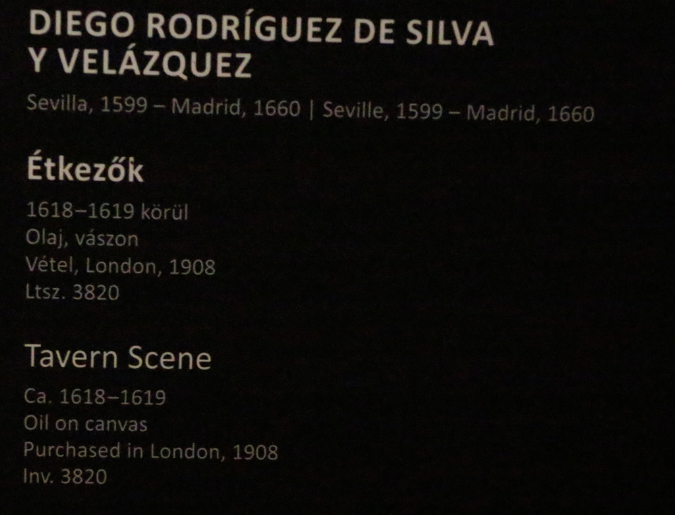 DIEGO RODRÍGUEZ DE SILVA
Y VELÁZQUEZ
Sevilla, 1599 – Madrid, 1660 | Seville, 1599 – Madrid, 1660
Étkezők
1618–1619 körül
Olaj, vászon
Vétel, London, 1908
Ltsz. 3820
Tavern Scene
Ca. 1618–1619
Oil on canvas
Purchased in London, 1908
Inv. 3820